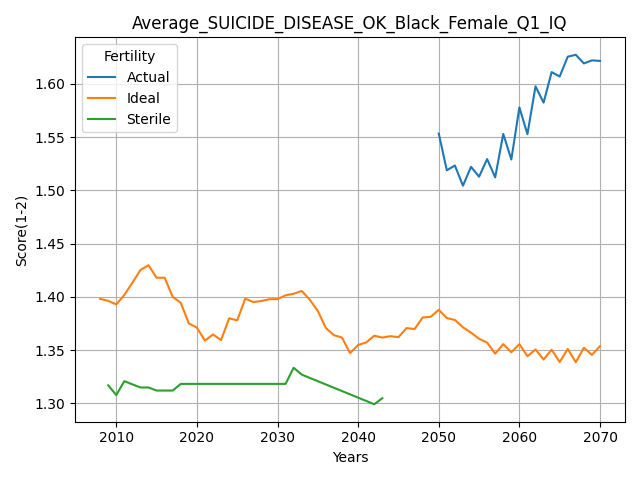 Average_SUICIDE_DISEASE_OK_Black_Female_Q1_IQ
Fertility
Actual
Ideal
Sterile
Score(1-2)
1.60
1.55
1.50
1.45
1.40
1.35
1.30
2010 2020 2030 2040 2050 2060 2070
Years